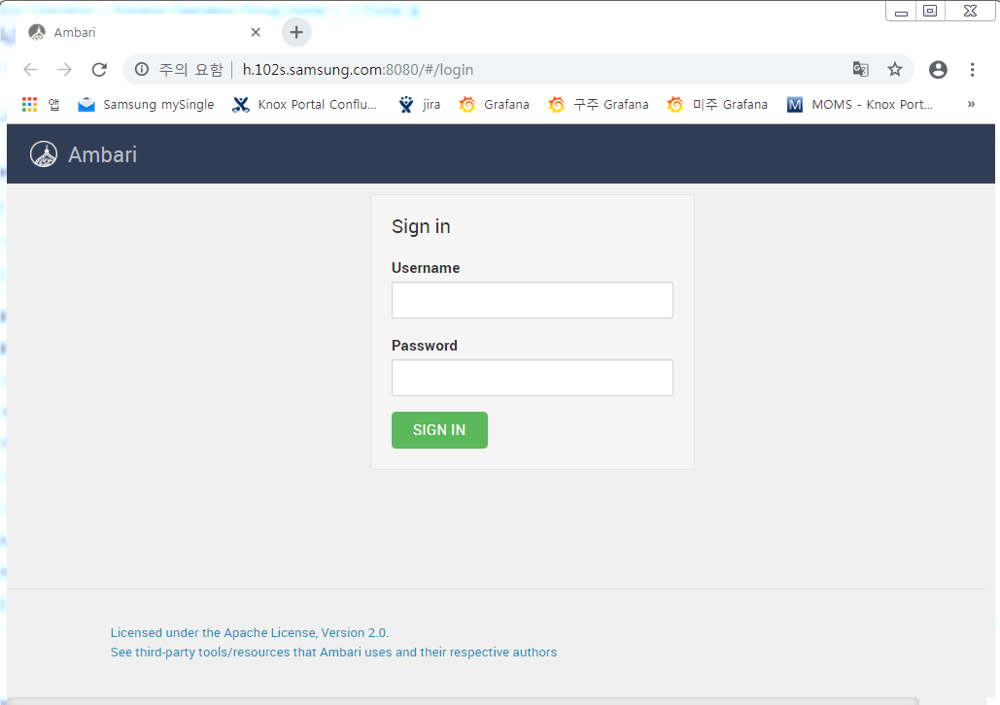 Ambari
주의 요함 h.102s.samsung.com:8080/#/login
앱 Samsung mySingle Knox Portal Conflu... jira Grafana 구주 Grafana 미주 Grafana MOMS - Knox Port... »
Ambari
Sign in
Username
Password
SIGN IN
Licensed under the Apache License, Version 2.0.
See third-party tools/resources that Ambari uses and their respective authors